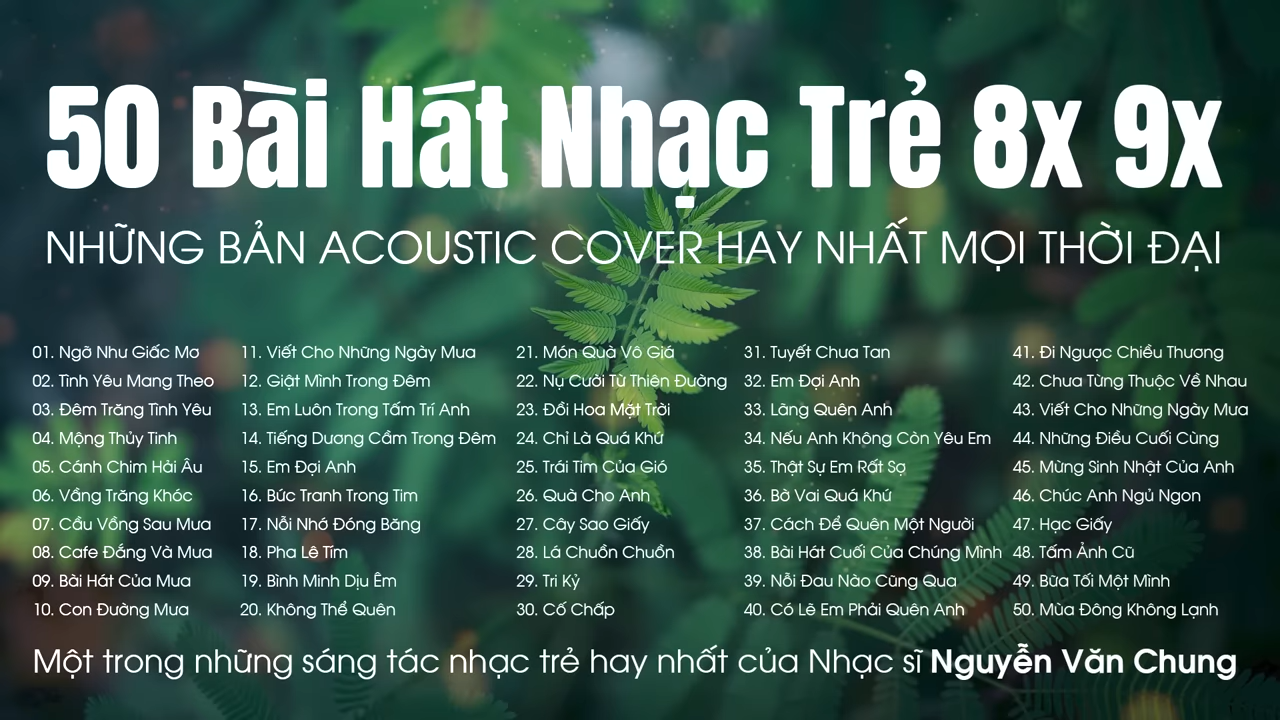 50 Bài Hát Nhạc Trẻ 8x 9x
NHỮNG BẢN ACOUSTIC COVER HAY NHẤT MỌI THỜI ĐẠI
01. Ngỡ Như Giấc Mơ
02. Tình Yêu Mang Theo
03. Đêm Trăng Tình Yêu
04. Mộng Thủy Tinh
05. Cánh Chim Hải Âu
06. Vầng Trăng Khóc
07. Cầu Vồng Sau Mưa
08. Cafe Đắng Và Mưa
09. Bài Hát Của Mưa
10. Con Đường Mưa
11. Viết Cho Những Ngày Mưa
12. Giật Mình Trong Đêm
13. Em Luôn Trong Tấm Trí Anh
14. Tiếng Dương Cầm Trong Đêm
15. Em Đợi Anh
16. Bức Tranh Trong Tim
17. Nỗi Nhớ Đóng Băng
18. Pha Lê Tím
19. Bình Minh Dịu Êm
20. Không Thể Quên
21. Món Quà Vô Giá
22. Nụ Cười Từ Thiên Đường
23. Đồi Hoa Mặt Trời
24. Chỉ Là Quá Khứ
25. Trái Tim Của Gió
26. Quà Cho Anh
27. Cây Sao Giấy
28. Lá Chuồn Chuồn
29. Tri Kỷ
30. Cố Chấp
31. Tuyết Chưa Tan
32. Em Đợi Anh
33. Lãng Quên Anh
34. Nếu Anh Không Còn Yêu Em
35. Thật Sự Em Rất Sợ
36. Bờ Vai Quá Khứ
37. Cách Để Quên Một Người
38. Bài Hát Cuối Của Chúng Mình
39. Nỗi Đau Nào Cũng Qua
40. Có Lẽ Em Phải Quên Anh
41. Đi Ngược Chiều Thương
42. Chưa Từng Thuộc Về Nhau
43. Viết Cho Những Ngày Mưa
44. Những Điều Cuối Cùng
45. Mừng Sinh Nhật Của Anh
46. Chúc Anh Ngủ Ngon
47. Hạc Giấy
48. Tấm Ảnh Cũ
49. Bữa Tối Một Mình
50. Mùa Đông Không Lạnh
Một trong những sáng tác nhạc trẻ hay nhất của Nhạc sĩ Nguyễn Văn Chung